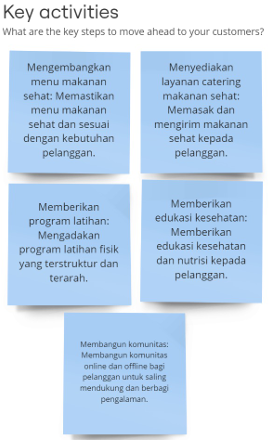 Key activities
What are the key steps to move ahead to your customers?
Mengembangkan
menu makanan
sehat: Memastikan
menu makanan
sehat dan sesuai
dengan kebutuhan
pelanggan.
Menyediakan
layanan catering
makanan sehat:
Memasak dan
mengirim makanan
sehat kepada
pelanggan.
Memberikan
program latihan:
Mengadakan
program latihan fisik
yang terstruktur dan
terarah.
Memberikan
edukasi kesehatan:
Memberikan
edukasi kesehatan
dan nutrisi kepada
pelanggan.
Membangun komunitas:
Membangun komunitas
online dan offline bagi
pelanggan untuk saling
mendukung dan berbagi
pengalaman.